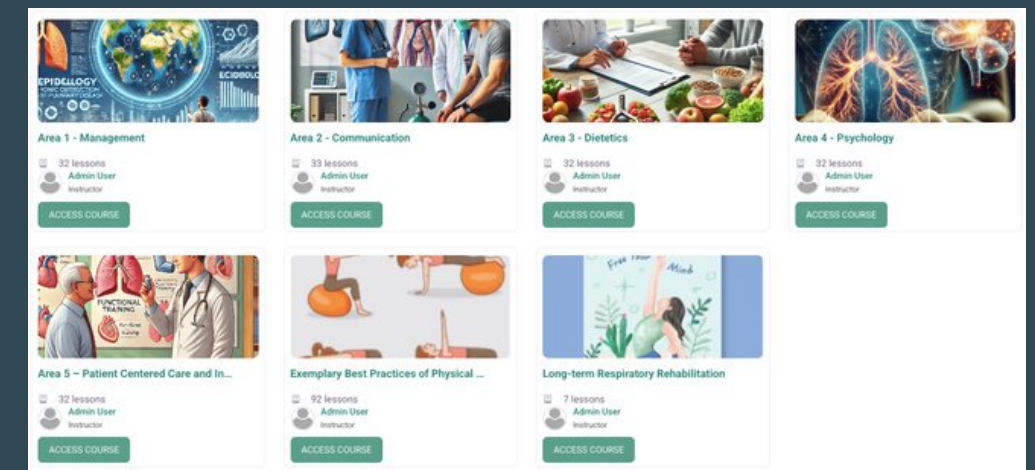 EPIDELLOGY
ECIDBOLC
Area 1 - Management
32 lessons
Admin User
Instructor
ACCESS COURSE
Area 2 - Communication
33 lessons
Admin User
Instructor
ACCESS COURSE
Area 3 - Dietetics
32 lessons
Admin User
Instructor
ACCESS COURSE
Area 4 - Psychology
32 lessons
Admin User
Instructor
ACCESS COURSE
FUNCTIONAL
TRAINING
Area 5 – Patient Centered Care and In...
32 lessons
Admin User
Instructor
ACCESS COURSE
Exemplary Best Practices of Physical ...
92 lessons
Admin User
Instructor
ACCESS COURSE
Free Your Mind
Long-term Respiratory Rehabilitation
7 lessons
Admin User
Instructor
ACCESS COURSE